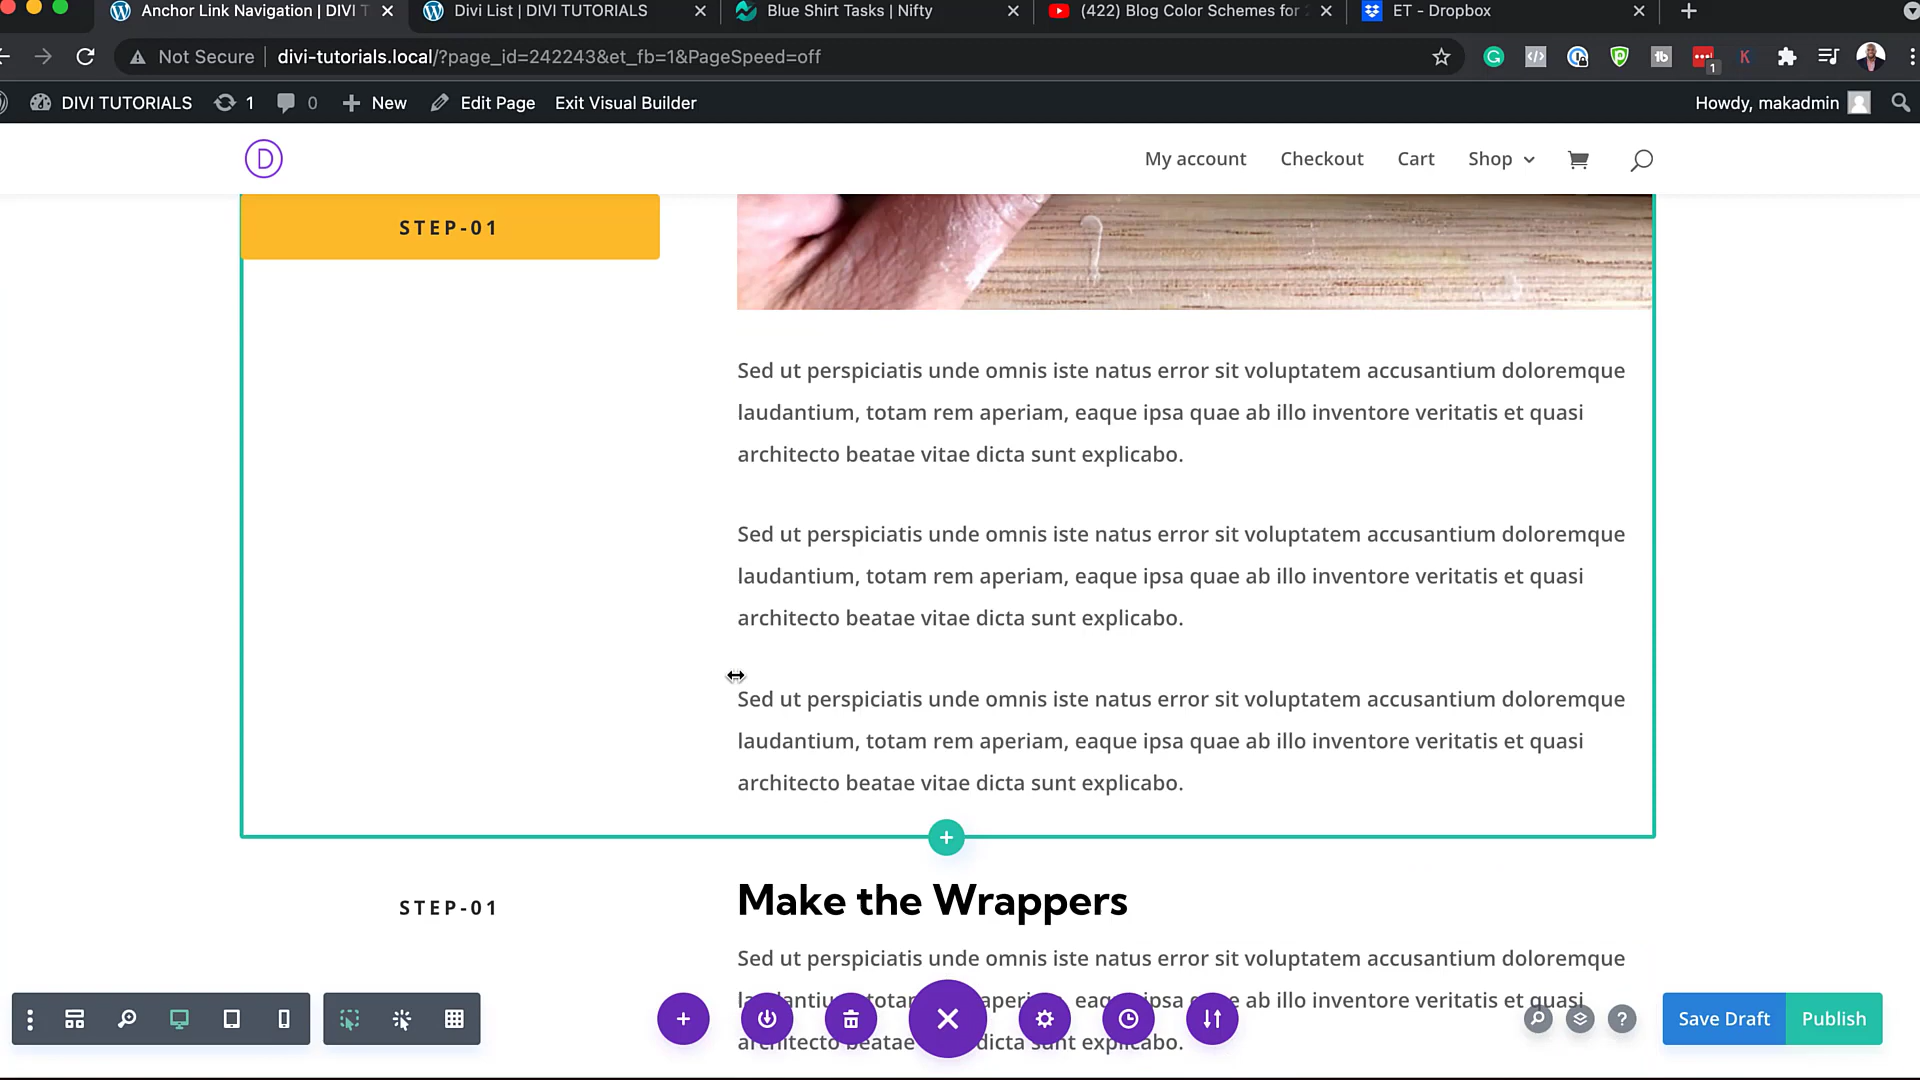 Anchor Link Navigation | DIVI T
Divi List | DIVI TUTORIALS
Blue Shirt Tasks | Nifty
(422) Blog Color Schemes for
ET - Dropbox
Not Secure
divi-tutorials.local/?page_id=242243&et_fb=1&PageSpeed=off
1
DIVI TUTORIALS
1
0
New
Edit Page
Exit Visual Builder
Howdy, makadmin
D
My account
Checkout
Cart
Shop
STEP-01
Sed ut perspiciatis unde omnis iste natus error sit voluptatem accusantium doloremque
laudantium, totam rem aperiam, eaque ipsa quae ab illo inventore veritatis et quasi
architecto beatae vitae dicta sunt explicabo.
Sed ut perspiciatis unde omnis iste natus error sit voluptatem accusantium doloremque
laudantium, totam rem aperiam, eaque ipsa quae ab illo inventore veritatis et quasi
architecto beatae vitae dicta sunt explicabo.
Sed ut perspiciatis unde omnis iste natus error sit voluptatem accusantium doloremque
laudantium, totam rem aperiam, eaque ipsa quae ab illo inventore veritatis et quasi
architecto beatae vitae dicta sunt explicabo.
STEP-01
Make the Wrappers
Sed ut perspiciatis unde omnis iste natus error sit voluptatem accusantium doloremque
ab illo inventore veritatis et quasi
dicta sunt explicabo.
Save Draft
Publish